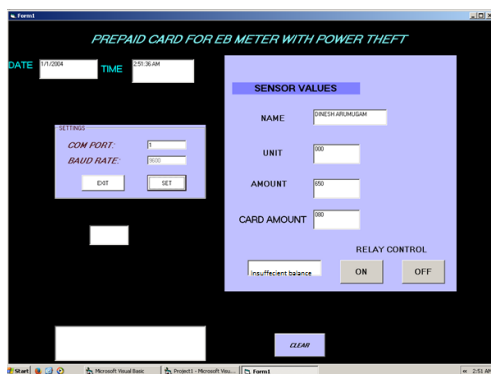 Form1
PREPAID CARD FOR EB METER WITH POWER THEFT
DATE 1/1/2004 TIME 2:51:36 AM
SENSOR VALUES
NAME DINESH ARUMUGAM
SETTINGS
COM PORT: 1
BAUD RATE: 9600
EXIT SET
UNIT 000
AMOUNT 650
CARD AMOUNT 080
RELAY CONTROL
Insuffecient balance ON OFF
CLEAR
Start Microsoft Visual Basic Project1 - Microsoft Visu... Form1 2:51 AM